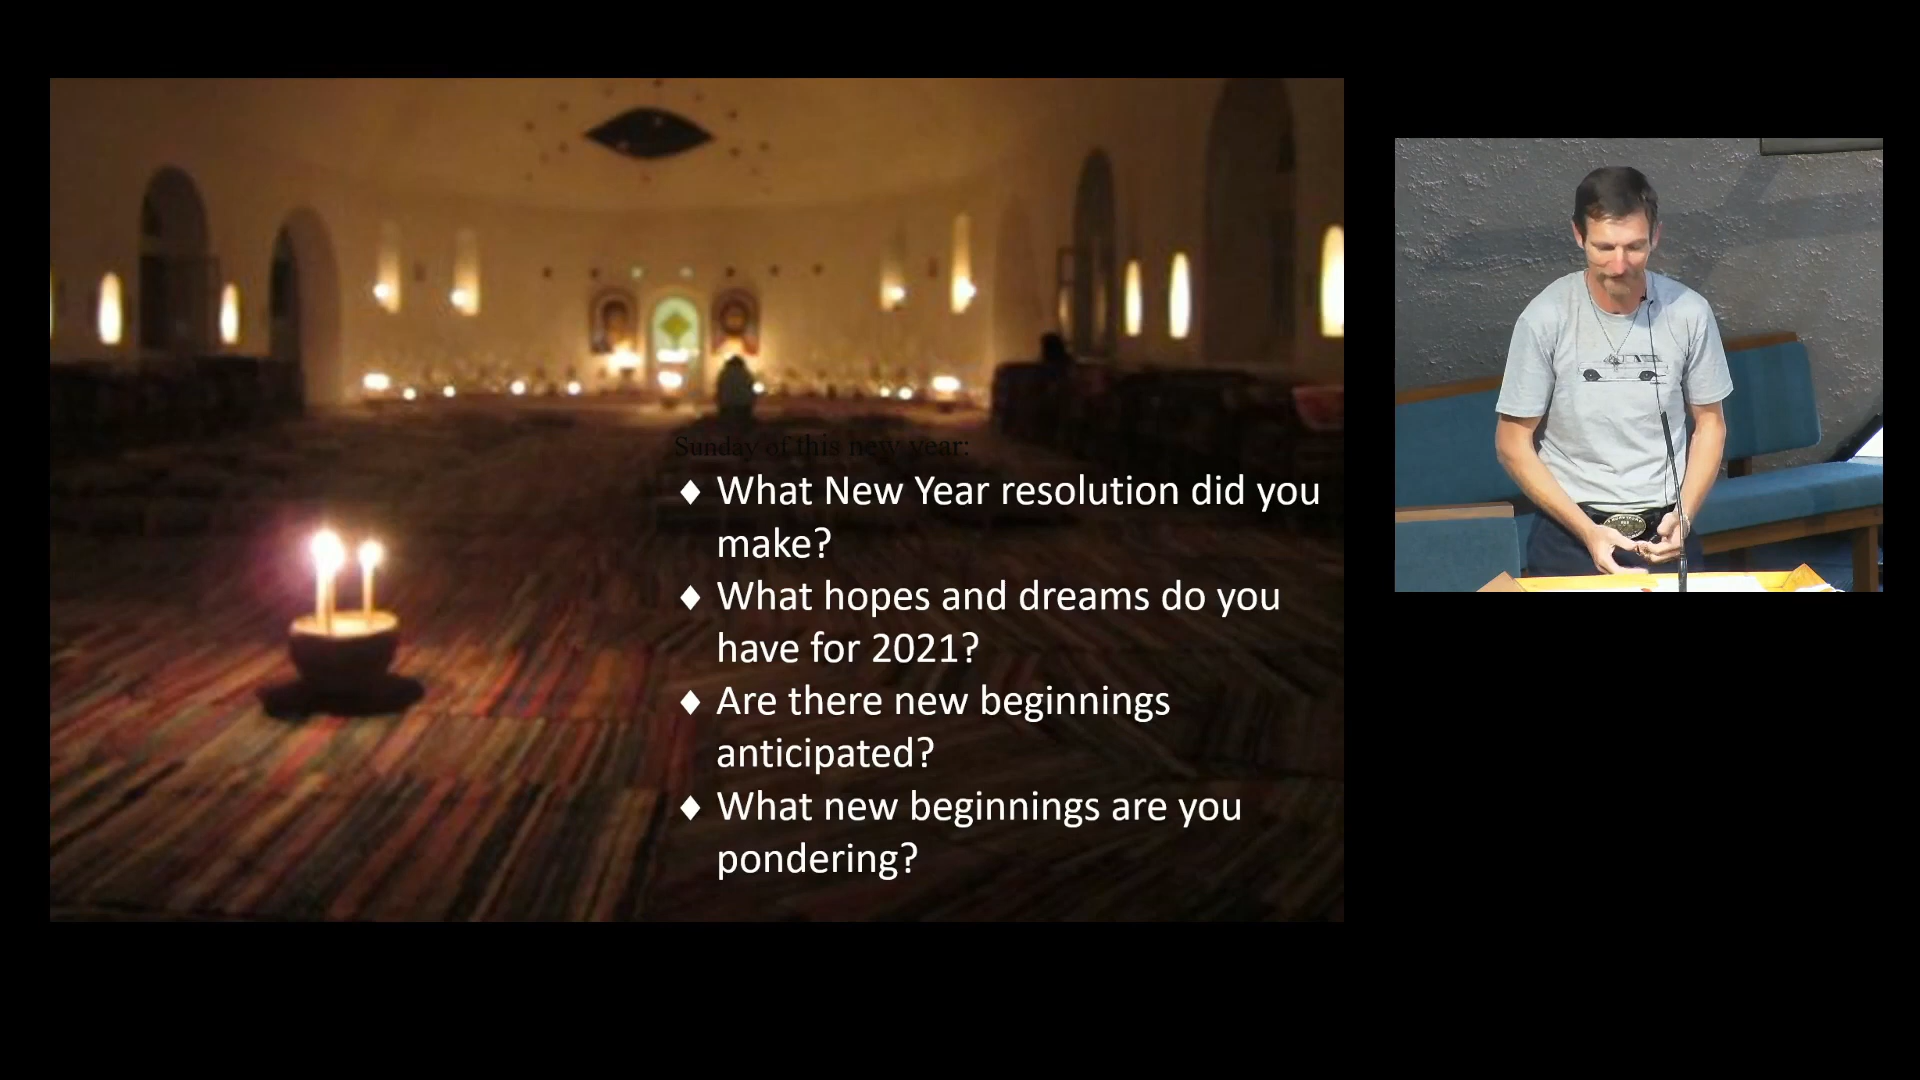 Sunday of this new year:
♦ What New Year resolution did you
make?
♦ What hopes and dreams do you
have for 2021?
♦ Are there new beginnings
anticipated?
♦ What new beginnings are you
pondering?